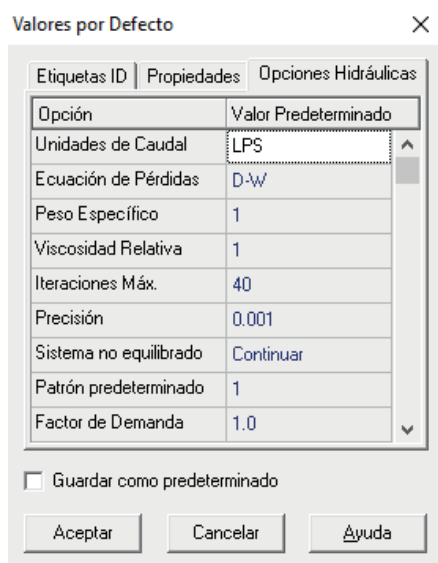 Valores por Defecto
Etiquetas ID Propiedades Opciones Hidráulicas
Opción Valor Predeterminado
Unidades de Caudal LPS
Ecuación de Pérdidas D-W
Peso Específico 1
Viscosidad Relativa 1
Iteraciones Máx. 40
Precisión 0.001
Sistema no equilibrado Continuar
Patrón predeterminado 1
Factor de Demanda 1.0
Guardar como predeterminado
Aceptar Cancelar Ayuda